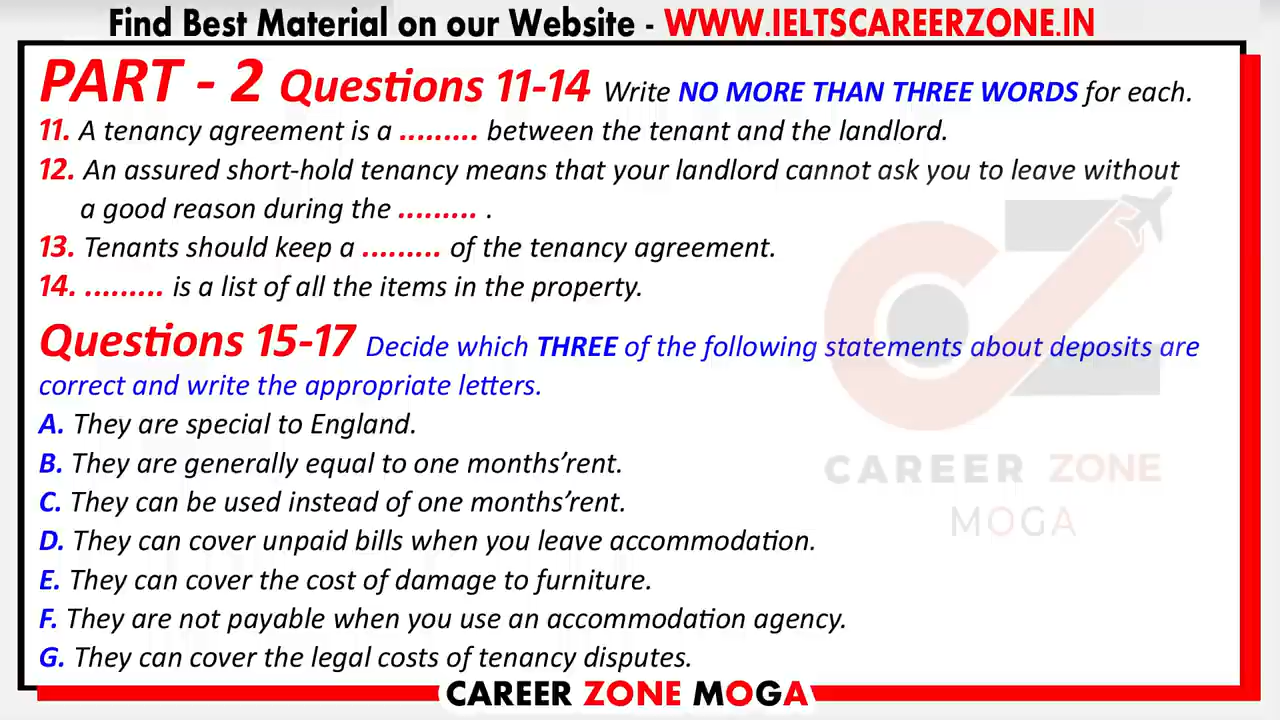 Find Best Material on our Website - WWW.IELTSCAREERZONE.IN
PART - 2 Questions 11-14 Write NO MORE THAN THREE WORDS for each.
11. A tenancy agreement is a ......... between the tenant and the landlord.
12. An assured short-hold tenancy means that your landlord cannot ask you to leave without
a good reason during the ......... .
13. Tenants should keep a ......... of the tenancy agreement.
14. ......... is a list of all the items in the property.
Questions 15-17 Decide which THREE of the following statements about deposits are
correct and write the appropriate letters.
A. They are special to England.
B. They are generally equal to one months’rent.
C. They can be used instead of one months’rent.
D. They can cover unpaid bills when you leave accommodation.
E. They can cover the cost of damage to furniture.
F. They are not payable when you use an accommodation agency.
G. They can cover the legal costs of tenancy disputes.
CAREER ZONE
MOGA
CAREER ZONE MOGA